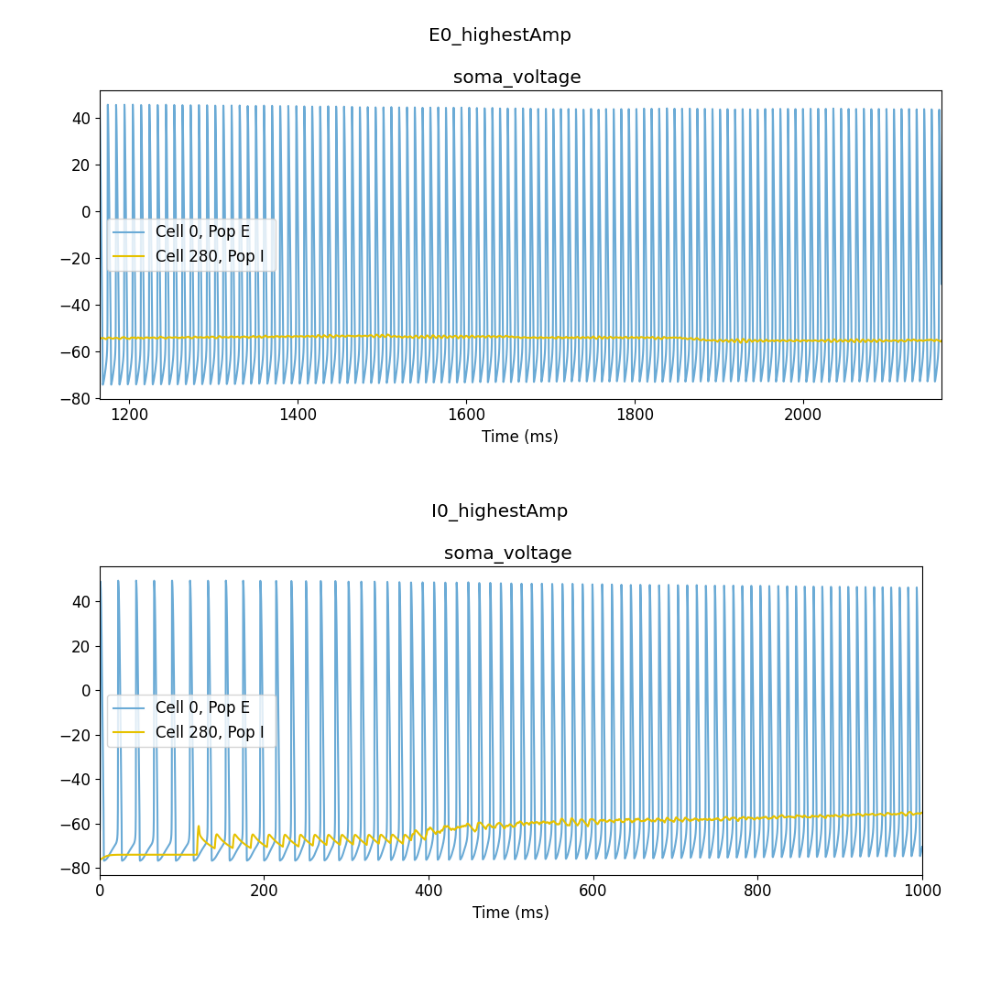 E0_highestAmp
soma_voltage
40
20
0
−20
−40
−60
−80
Cell 0, Pop E
Cell 280, Pop I
1200 1400 1600 1800 2000
Time (ms)
I0_highestAmp
soma_voltage
40
20
0
−20
−40
−60
−80
Cell 0, Pop E
Cell 280, Pop I
0 200 400 600 800 1000
Time (ms)